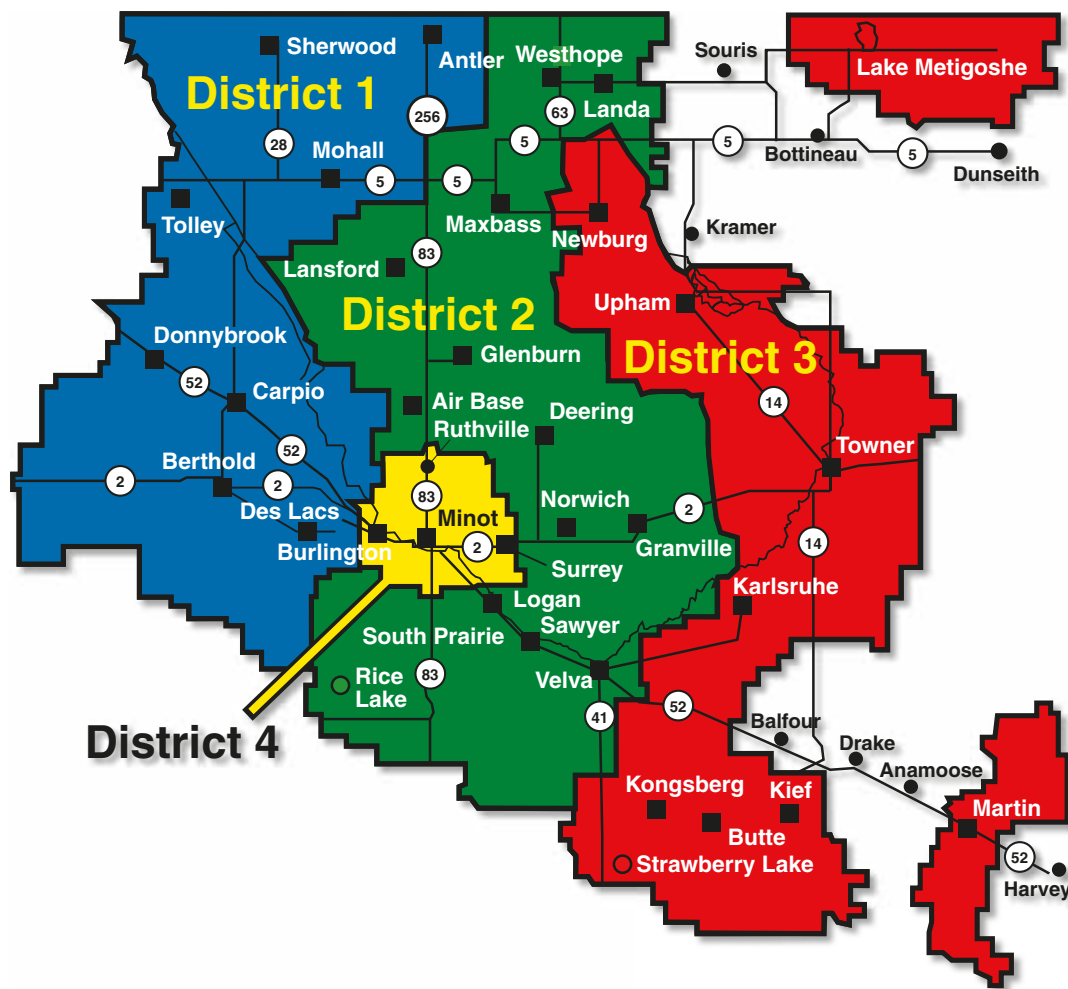 Sherwood
Antler
Westhope
Souris
Lake Metigoshe
District 1
Landa
256
63
28
5
5
Bottineau
5
Dunseith
Mohall
5
5
Tolley
Maxbass
Newburg
Kramer
83
Lansford
Upham
District 2
Donnybrook
District 3
Glenburn
52
Carpio
14
Air Base
Ruthville
Deering
52
Towner
Berthold
2
2
83
Norwich
2
Des Lacs
Minot
Burlington
2
Granville
14
Surrey
Karlsruhe
Logan
Sawyer
South Prairie
Rice
Lake
83
Velva
52
41
Balfour
District 4
Drake
Anamoose
Kongsberg
Kief
Martin
Butte
52
Strawberry Lake
Harvey